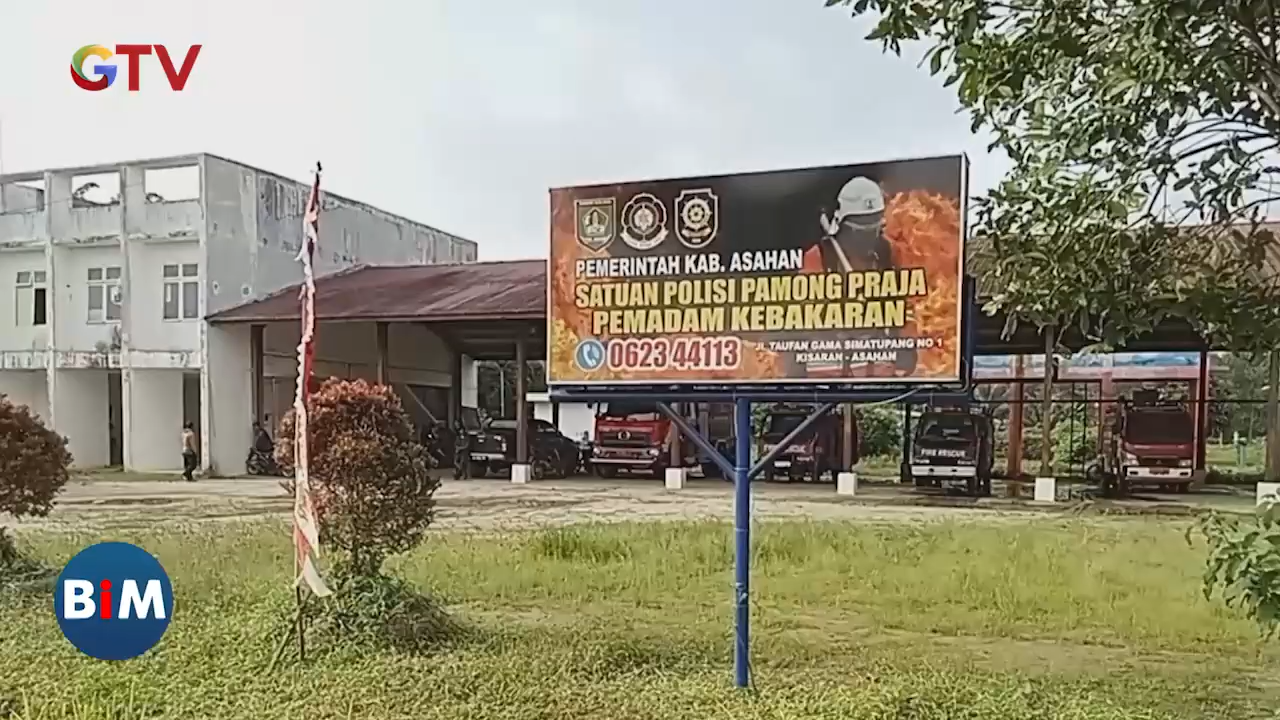 GTV
PEMERINTAH KAB. ASAHAN
SATUAN POLISI PAMONG PRAJA
PEMADAM KEBAKARAN
0623 44113
JL TAUFAN GAMA SIMATUPANG NO 1
KISARAN - ASAHAN
FIRE RESCUE
BiM